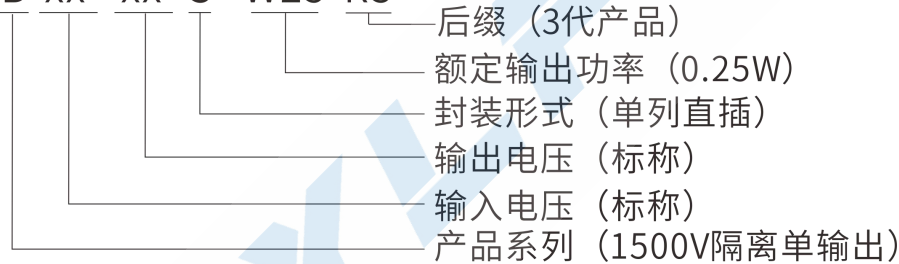 后缀（3代产品）
额定输出功率（0.25W）
封装形式（单列直插）
输出电压（标称）
输入电压（标称）
产品系列（1500V隔离单输出）